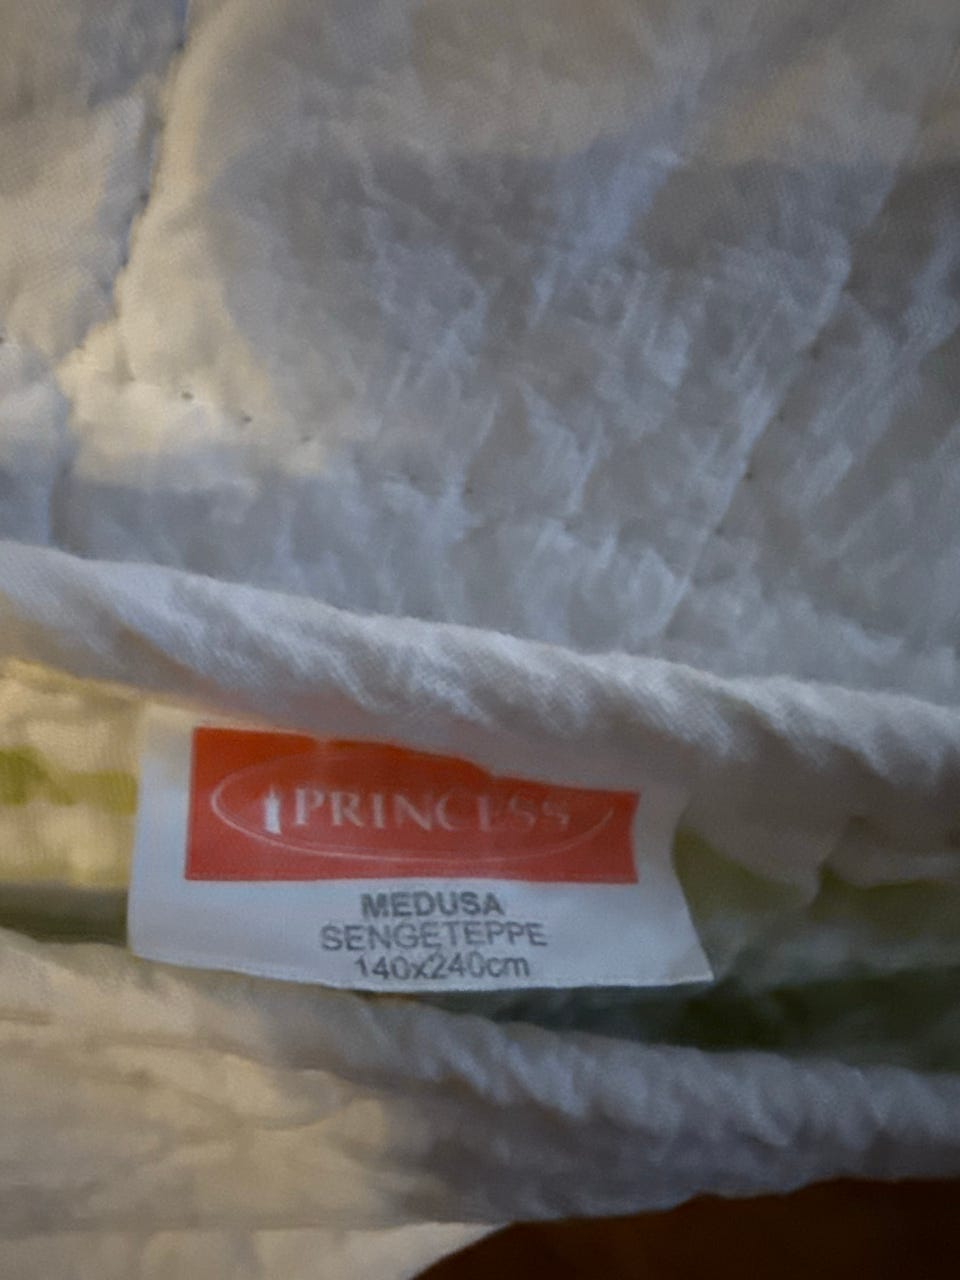 PRINCESS
MEDUSA
SENGETEPPE
140x240cm